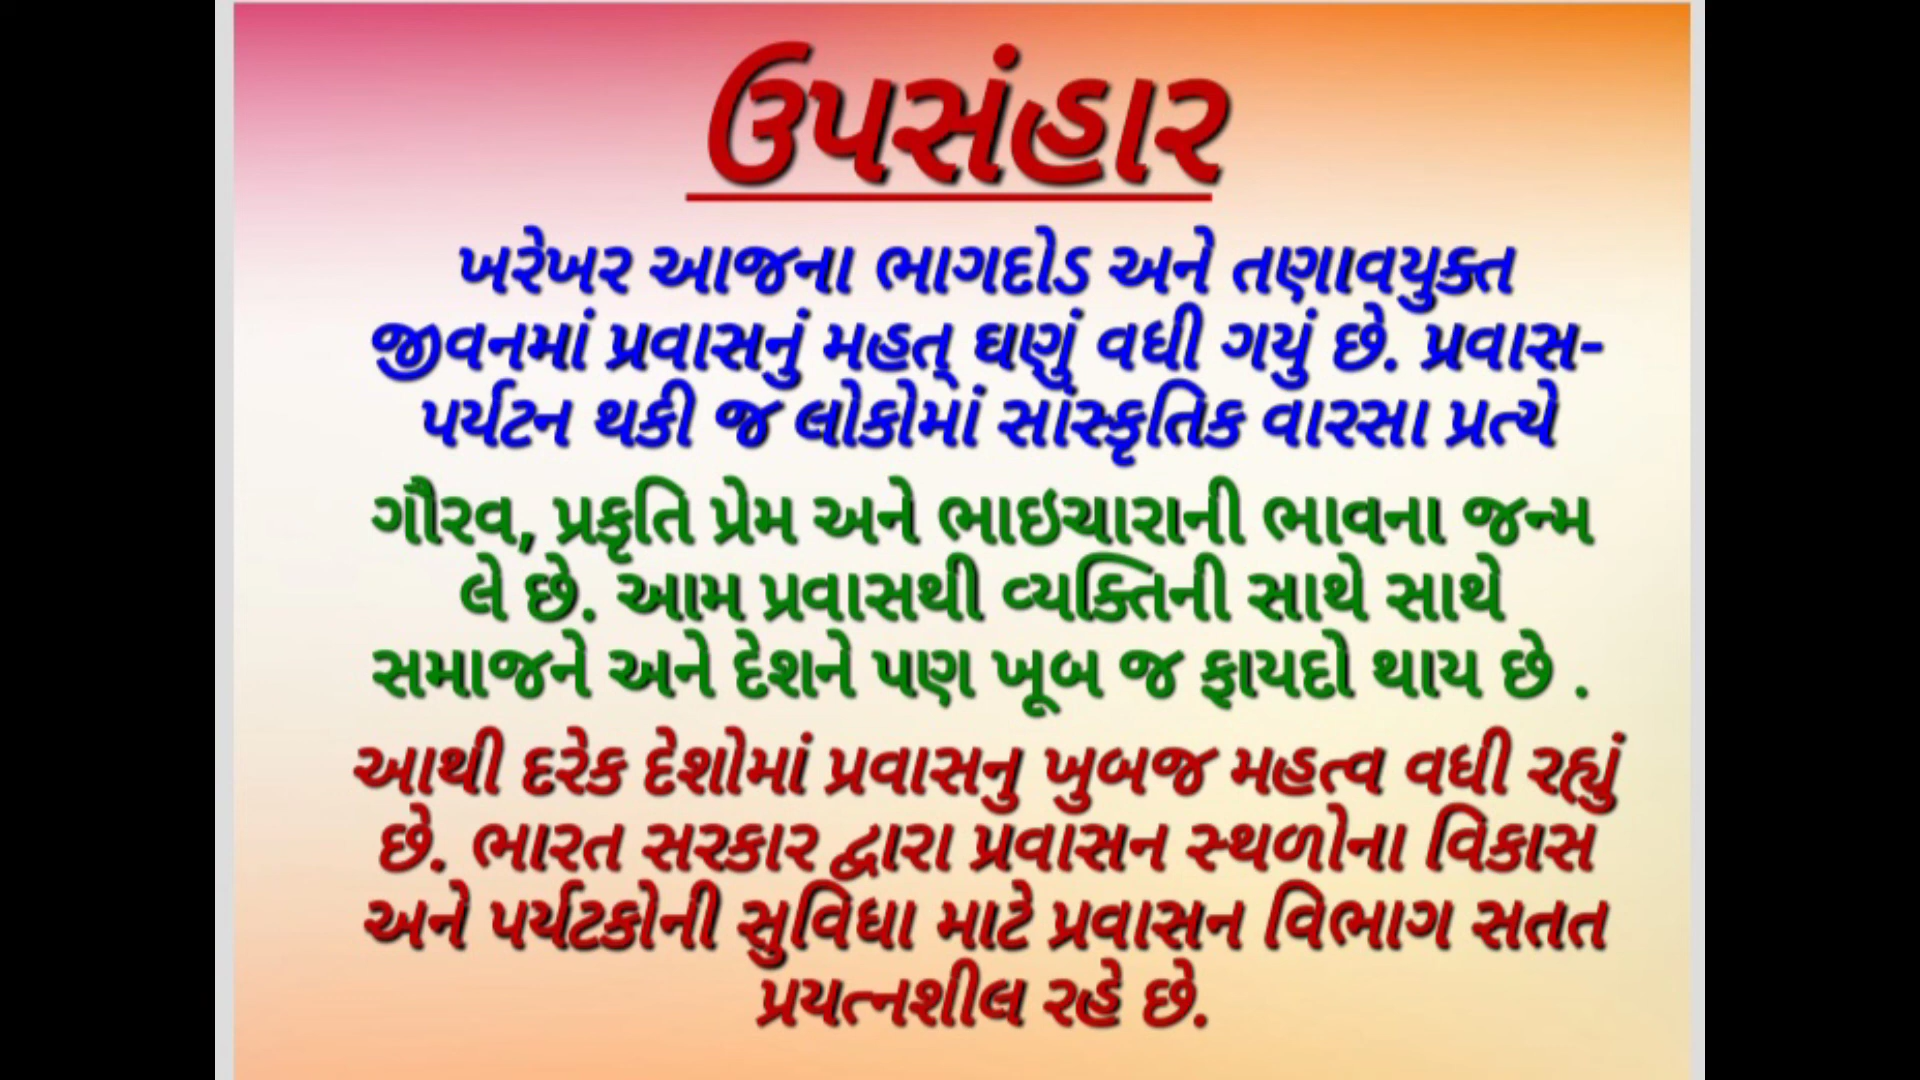 ઉપસંહાર
ખરેખર આજના ભાગદોડ અને તણાવયુક્ત
જીવનમાં પ્રવાસનું મહત્ ઘણું વધી ગયું છે. પ્રવાસ-
પર્યટન થકી જ લોકોમાં સાંસ્કૃતિક વારસા પ્રત્યે
ગૌરવ, પ્રકૃતિ પ્રેમ અને ભાઇચારાની ભાવના જન્મ
લે છે. આમ પ્રવાસથી વ્યક્તિની સાથે સાથે
સમાજને અને દેશને પણ ખૂબ જ ફાયદો થાય છે .
આથી દરેક દેશોમાં પ્રવાસનુ ખુબજ મહત્વ વધી રહ્યું
છે. ભારત સરકાર દ્વારા પ્રવાસન સ્થળોના વિકાસ
અને પર્યટકોની સુવિધા માટે પ્રવાસન વિભાગ સતત
પ્રયત્નશીલ રહે છે.